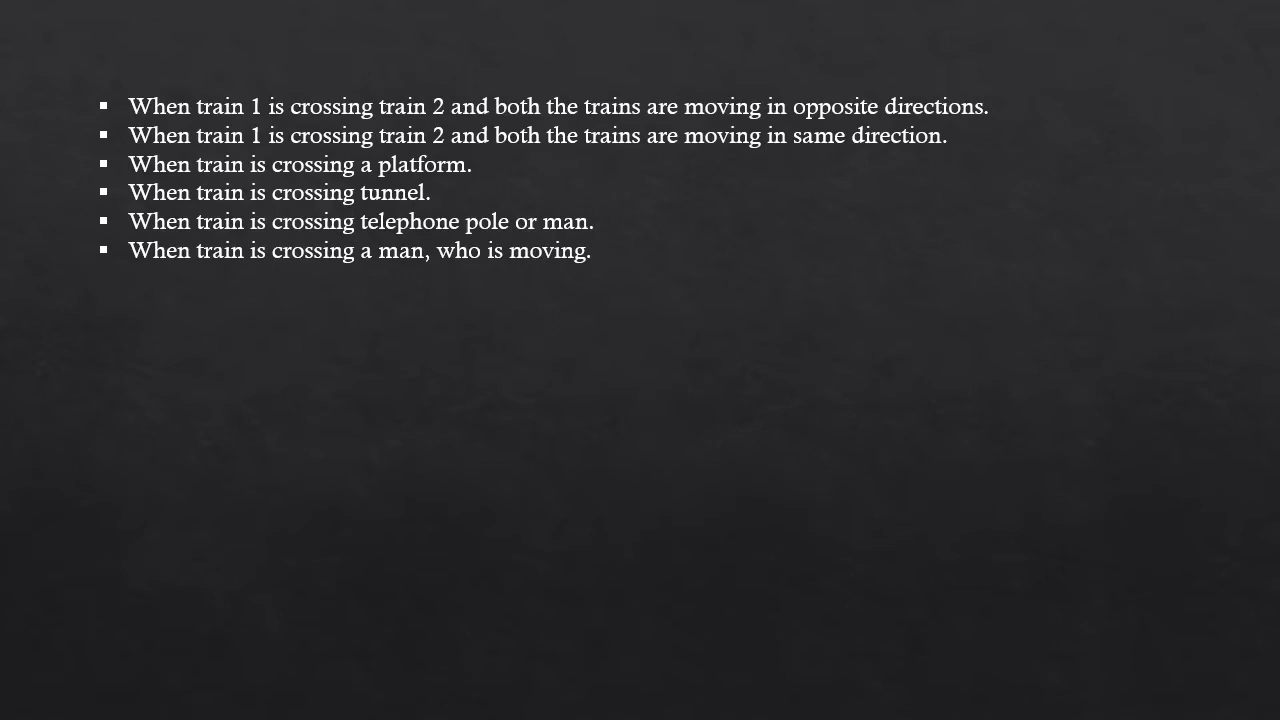 ▪ When train 1 is crossing train 2 and both the trains are moving in opposite directions.
▪ When train 1 is crossing train 2 and both the trains are moving in same direction.
▪ When train is crossing a platform.
▪ When train is crossing tunnel.
▪ When train is crossing telephone pole or man.
▪ When train is crossing a man, who is moving.